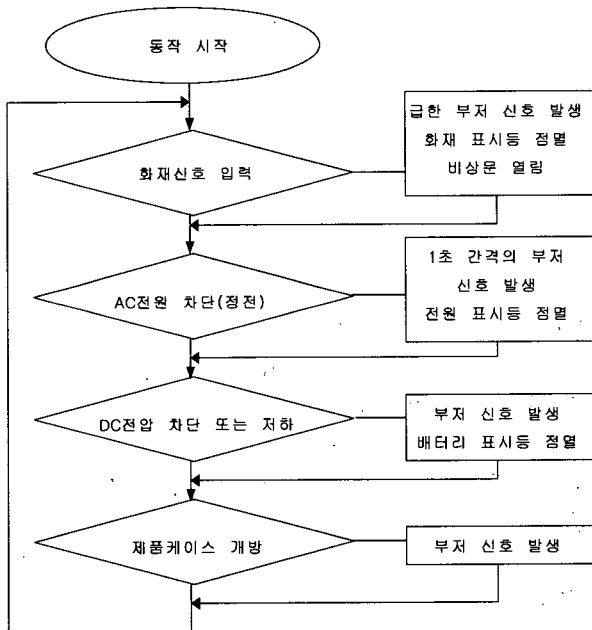 동작 시작
급한 부저 신호 발생
화재 표시등 점멸
비상문 열림
화재신호 입력
1초 간격의 부저
신호 발생
전원 표시등 점멸
AC전원 차단(정전)
DC전압 차단 또는 저하
부저 신호 발생
배터리 표시등 점멸
제품케이스 개방
부저 신호 발생